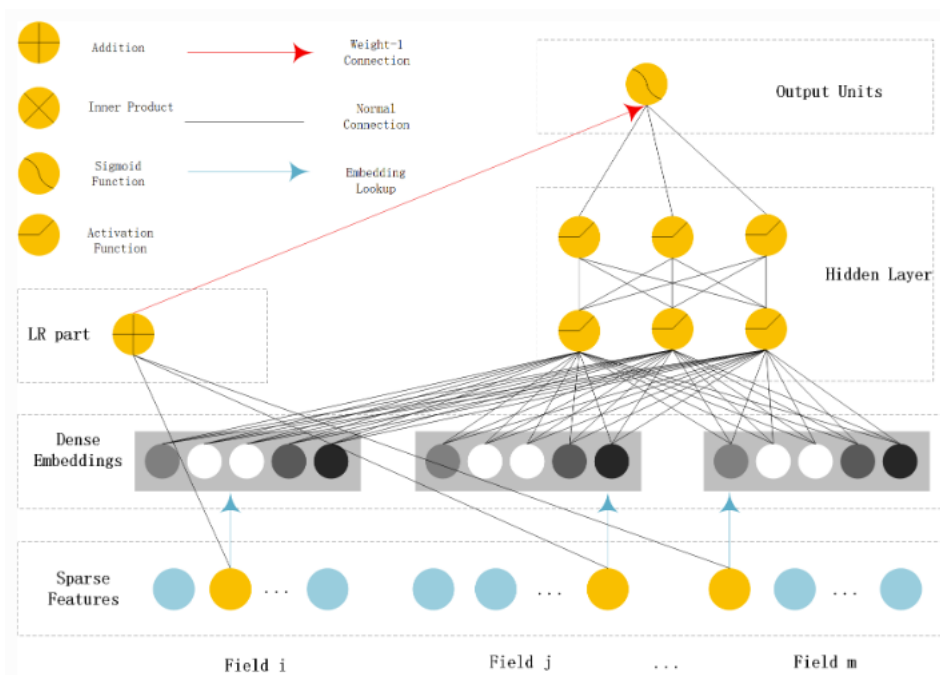 Addition
Weight-1
Connection
Inner Product
Normal
Connection
Sigmoid
Function
Embedding
Lookup
Activation
Function
Output Units
Hidden Layer
LR part
Dense
Embeddings
Sparse
Features
...
...
...
...
Field i
Field j
...
Field m